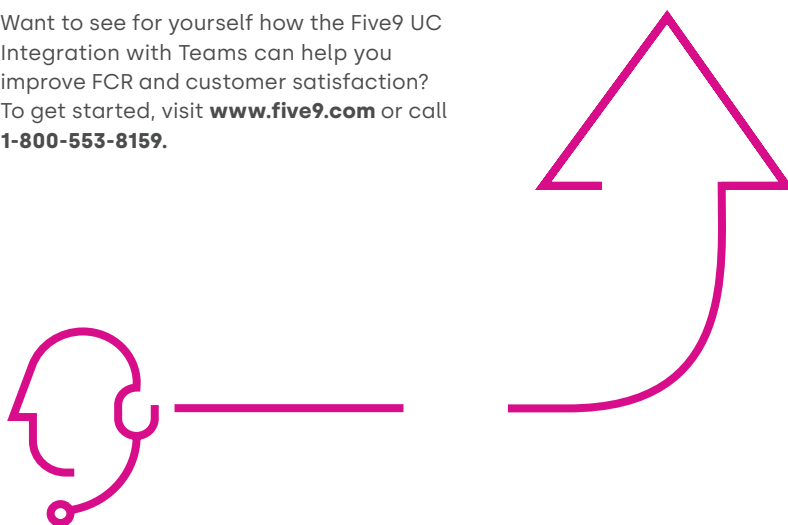 Want to see for yourself how the Five9 UC
Integration with Teams can help you
improve FCR and customer satisfaction?
To get started, visit www.five9.com or call
1-800-553-8159.